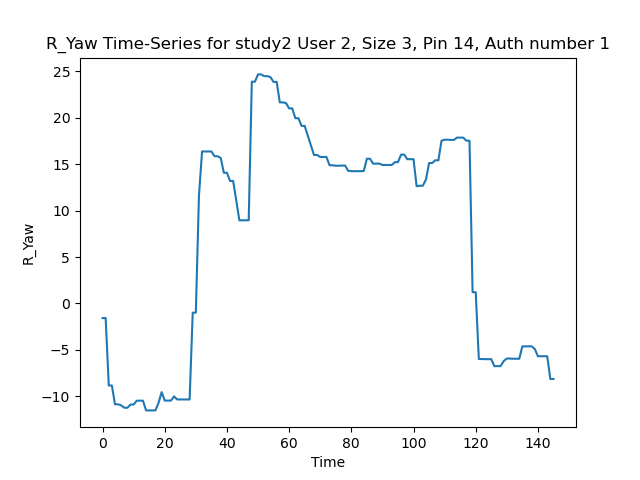 R_Yaw Time-Series for study2 User 2, Size 3, Pin 14, Auth number 1
25
20
15
10
5
0
−5
−10
R_Yaw
0 20 40 60 80 100 120 140
Time